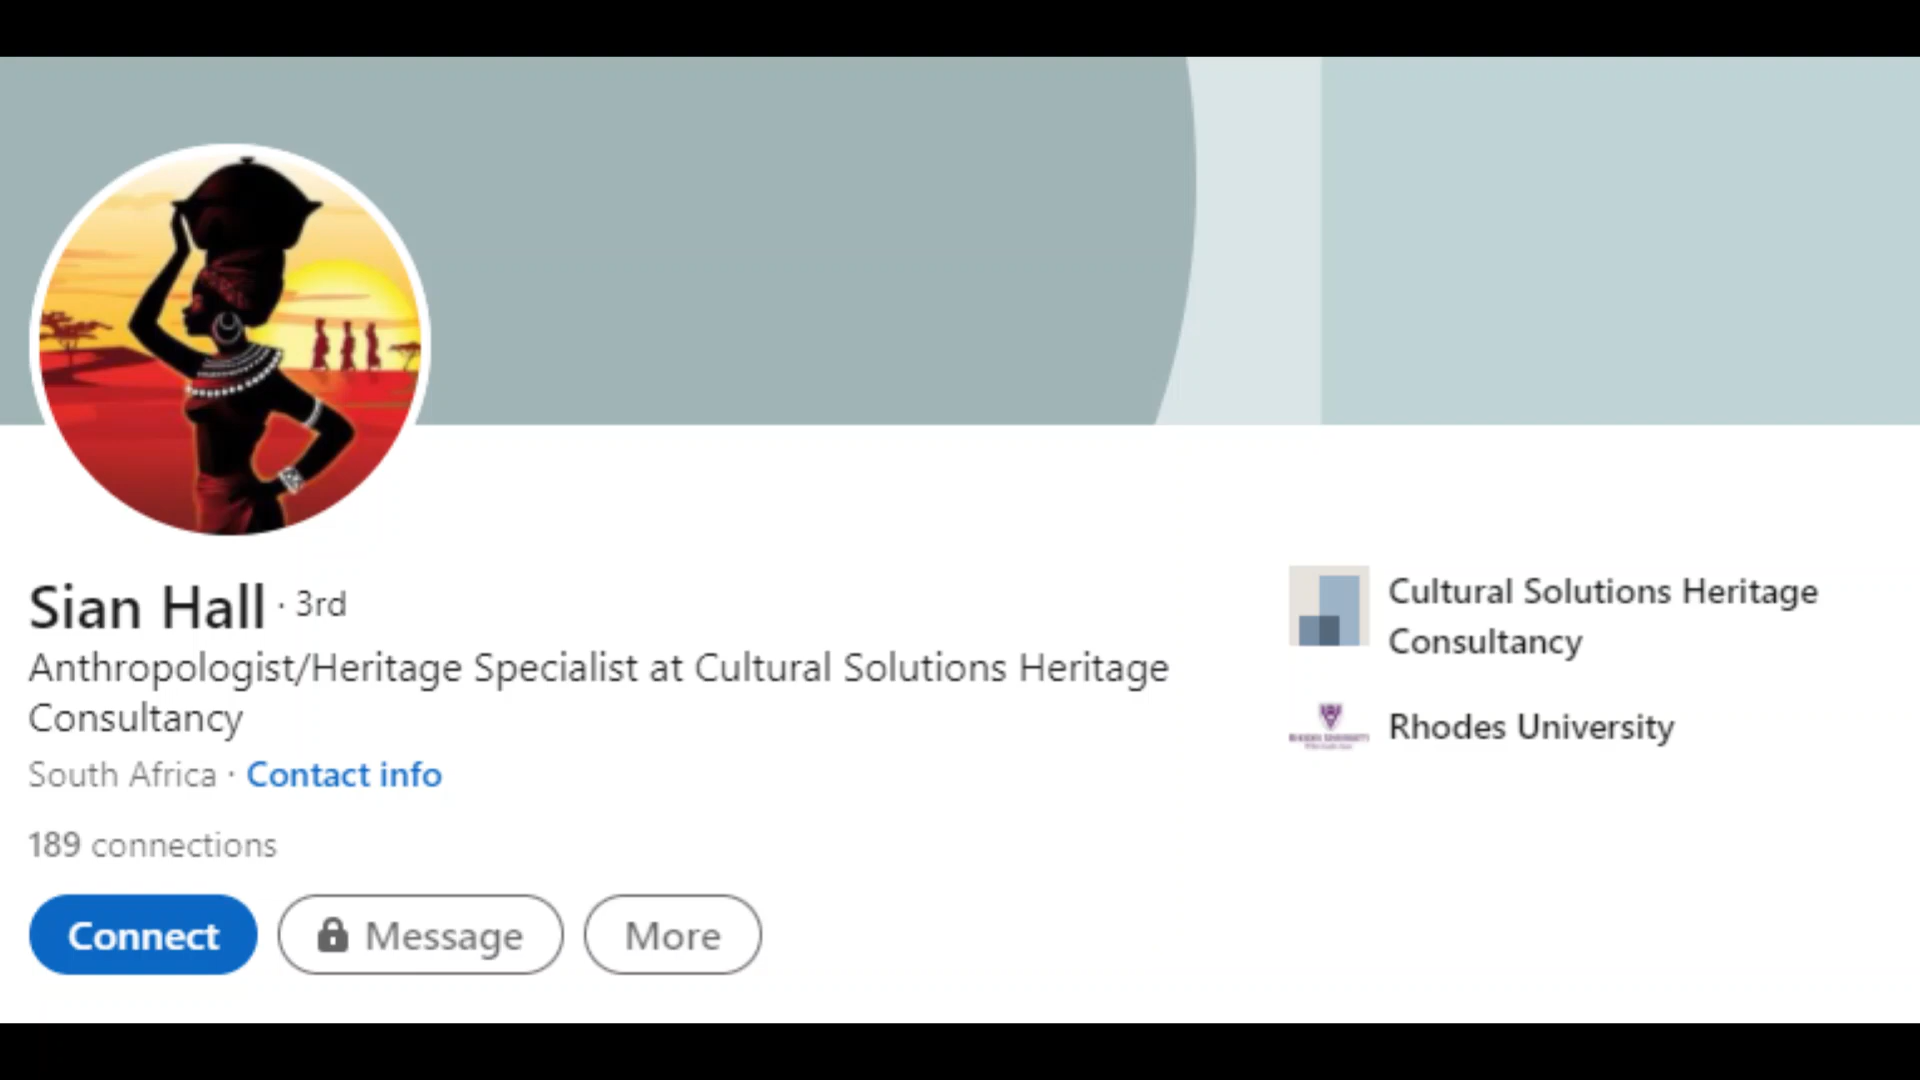 Sian Hall · 3rd
Anthropologist/Heritage Specialist at Cultural Solutions Heritage
Consultancy
South Africa · Contact info
189 connections
Connect
Message
More
Cultural Solutions Heritage
Consultancy
Rhodes University